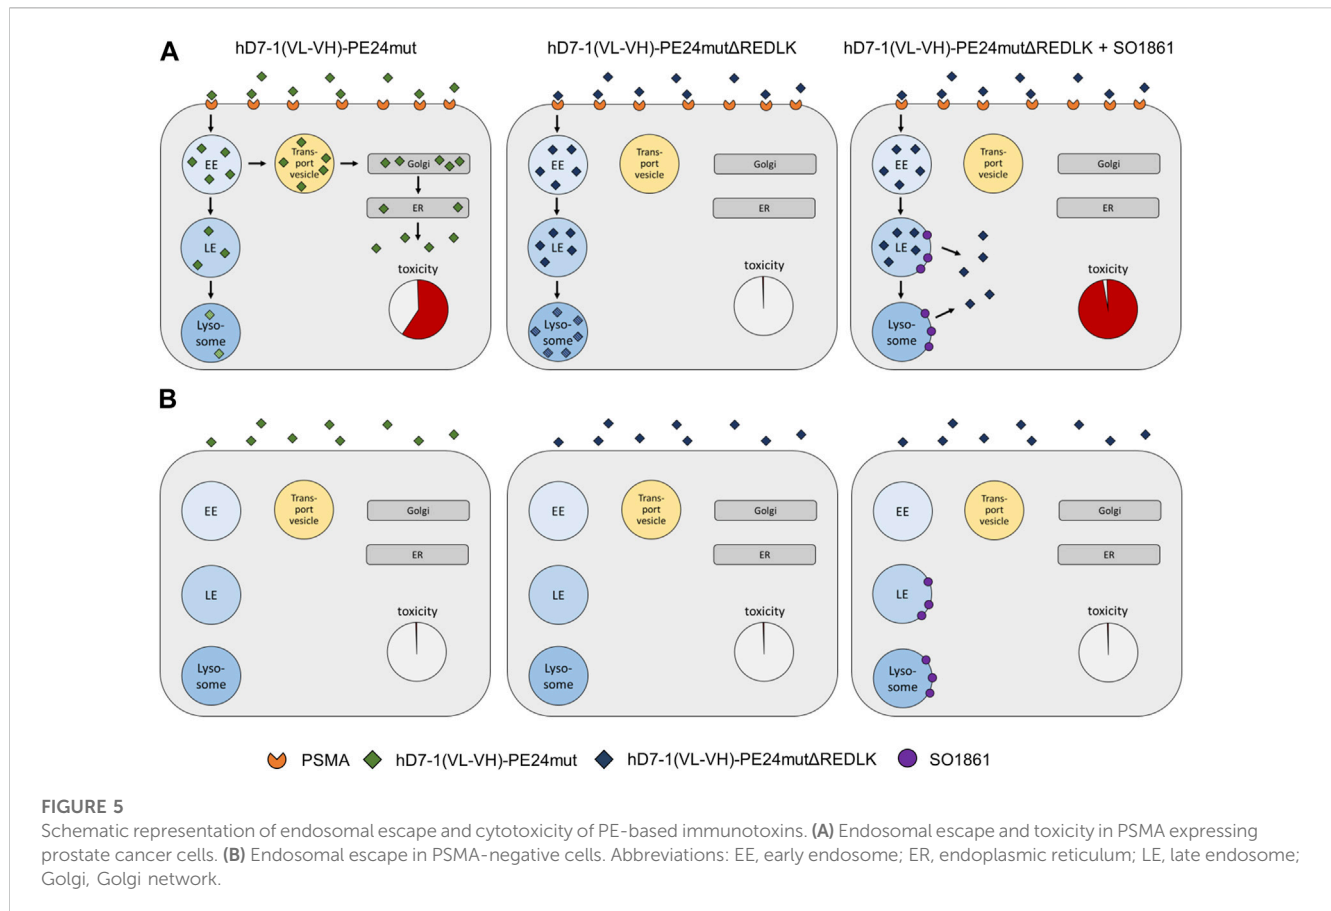 A
hD7-1(VL-VH)-PE24mut
hD7-1(VL-VH)-PE24mutΔREDLK
hD7-1(VL-VH)-PE24mutΔREDLK + SO1861
EE
Trans-
port
vesicle
Golgi
ER
LE
toxicity
Lyso-
some
EE
Trans-
port
vesicle
Golgi
ER
LE
toxicity
Lyso-
some
EE
Trans-
port
vesicle
Golgi
ER
LE
toxicity
Lyso-
some
B
EE
Trans-
port
vesicle
Golgi
ER
LE
toxicity
Lyso-
some
EE
Trans-
port
vesicle
Golgi
ER
LE
toxicity
Lyso-
some
EE
Trans-
port
vesicle
Golgi
ER
LE
toxicity
Lyso-
some
PSMA hD7-1(VL-VH)-PE24mut hD7-1(VL-VH)-PE24mutΔREDLK SO1861
FIGURE 5
Schematic representation of endosomal escape and cytotoxicity of PE-based immunotoxins. (A) Endosomal escape and toxicity in PSMA expressing
prostate cancer cells. (B) Endosomal escape in PSMA-negative cells. Abbreviations: EE, early endosome; ER, endoplasmic reticulum; LE, late endosome;
Golgi, Golgi network.